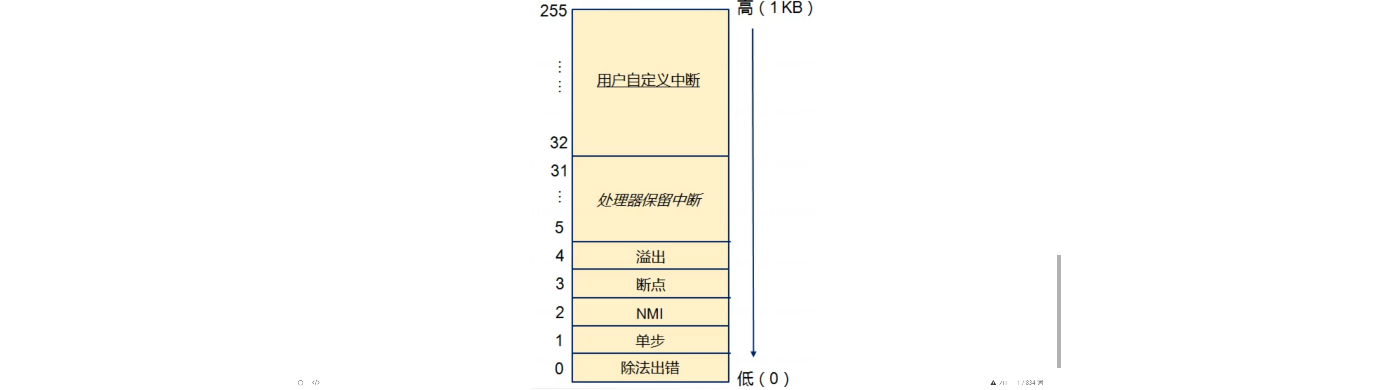 255
高（1 KB）
用户自定义中断
32
31
处理器保留中断
5
4 溢出
3 断点
2 NMI
1 单步
0 除法出错
低（0）